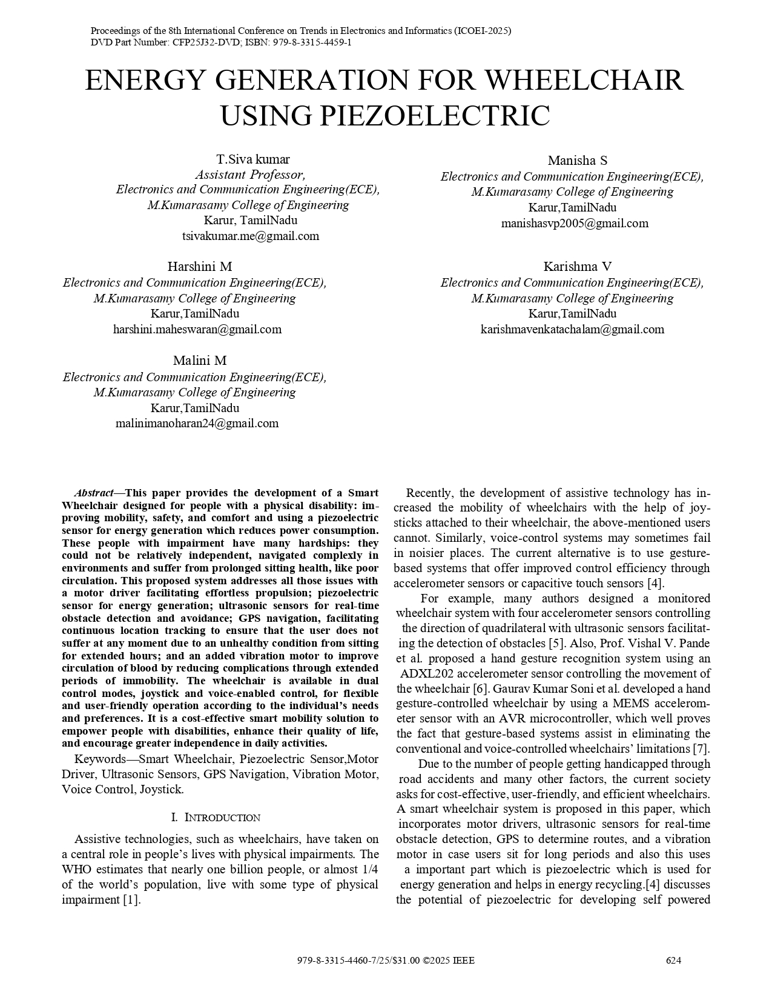 Proceedings of the 8th International Conference on Trends in Electronics and Informatics (ICOEI-2025)
DVD Part Number: CFP25J32-DVD; ISBN: 979-8-3315-4459-1
ENERGY GENERATION FOR WHEELCHAIR
USING PIEZOELECTRIC
T.Siva kumar
Assistant Professor,
Electronics and Communication Engineering(ECE),
M.Kumarasamy College of Engineering
Karur, TamilNadu
tsivakumar.me@gmail.com
Manisha S
Electronics and Communication Engineering(ECE),
M.Kumarasamy College of Engineering
Karur,TamilNadu
manishasvp2005@gmail.com
Harshini M
Electronics and Communication Engineering(ECE),
M.Kumarasamy College of Engineering
Karur,TamilNadu
harshini.maheswaran@gmail.com
Karishma V
Electronics and Communication Engineering(ECE),
M.Kumarasamy College of Engineering
Karur,TamilNadu
karishmavenkatachalam@gmail.com
Malini M
Electronics and Communication Engineering(ECE),
M.Kumarasamy College of Engineering
Karur,TamilNadu
malinimanoharan24@gmail.com
Abstract—This paper provides the development of a Smart
Wheelchair designed for people with a physical disability: im-
proving mobility, safety, and comfort and using a piezoelectric
sensor for energy generation which reduces power consumption.
These people with impairment have many hardships: they
could not be relatively independent, navigated complexly in
environments and suffer from prolonged sitting health, like poor
circulation. This proposed system addresses all those issues with
a motor driver facilitating effortless propulsion; piezoelectric
sensor for energy generation; ultrasonic sensors for real-time
obstacle detection and avoidance; GPS navigation, facilitating
continuous location tracking to ensure that the user does not
suffer at any moment due to an unhealthy condition from sitting
for extended hours; and an added vibration motor to improve
circulation of blood by reducing complications through extended
periods of immobility. The wheelchair is available in dual
control modes, joystick and voice-enabled control, for flexible
and user-friendly operation according to the individual's needs
and preferences. It is a cost-effective smart mobility solution to
empower people with disabilities, enhance their quality of life,
and encourage greater independence in daily activities.
Keywords—Smart Wheelchair, Piezoelectric Sensor,Motor
Driver, Ultrasonic Sensors, GPS Navigation, Vibration Motor,
Voice Control, Joystick.
I. INTRODUCTION
Assistive technologies, such as wheelchairs, have taken on
a central role in people's lives with physical impairments. The
WHO estimates that nearly one billion people, or almost 1/4
of the world's population, live with some type of physical
impairment [1].
Recently, the development of assistive technology has in-
creased the mobility of wheelchairs with the help of joy-
sticks attached to their wheelchair, the above-mentioned users
cannot. Similarly, voice-control systems may sometimes fail
in noisier places. The current alternative is to use gesture-
based systems that offer improved control efficiency through
accelerometer sensors or capacitive touch sensors [4].
For example, many authors designed a monitored
wheelchair system with four accelerometer sensors controlling
the direction of quadrilateral with ultrasonic sensors facilitat-
ing the detection of obstacles [5]. Also, Prof. Vishal V. Pande
et al. proposed a hand gesture recognition system using an
ADXL202 accelerometer sensor controlling the movement of
the wheelchair [6]. Gaurav Kumar Soni et al. developed a hand
gesture-controlled wheelchair by using a MEMS accelerom-
eter sensor with an AVR microcontroller, which well proves
the fact that gesture-based systems assist in eliminating the
conventional and voice-controlled wheelchairs' limitations [7].
Due to the number of people getting handicapped through
road accidents and many other factors, the current society
asks for cost-effective, user-friendly, and efficient wheelchairs.
A smart wheelchair system is proposed in this paper, which
incorporates motor drivers, ultrasonic sensors for real-time
obstacle detection, GPS to determine routes, and a vibration
motor in case users sit for long periods and also this uses
a important part which is piezoelectric which is used for
energy generation and helps in energy recycling.[4] discusses
the potential of piezoelectric for developing self powered
979-8-3315-4460-7/25/$31.00 ©2025 IEEE
624